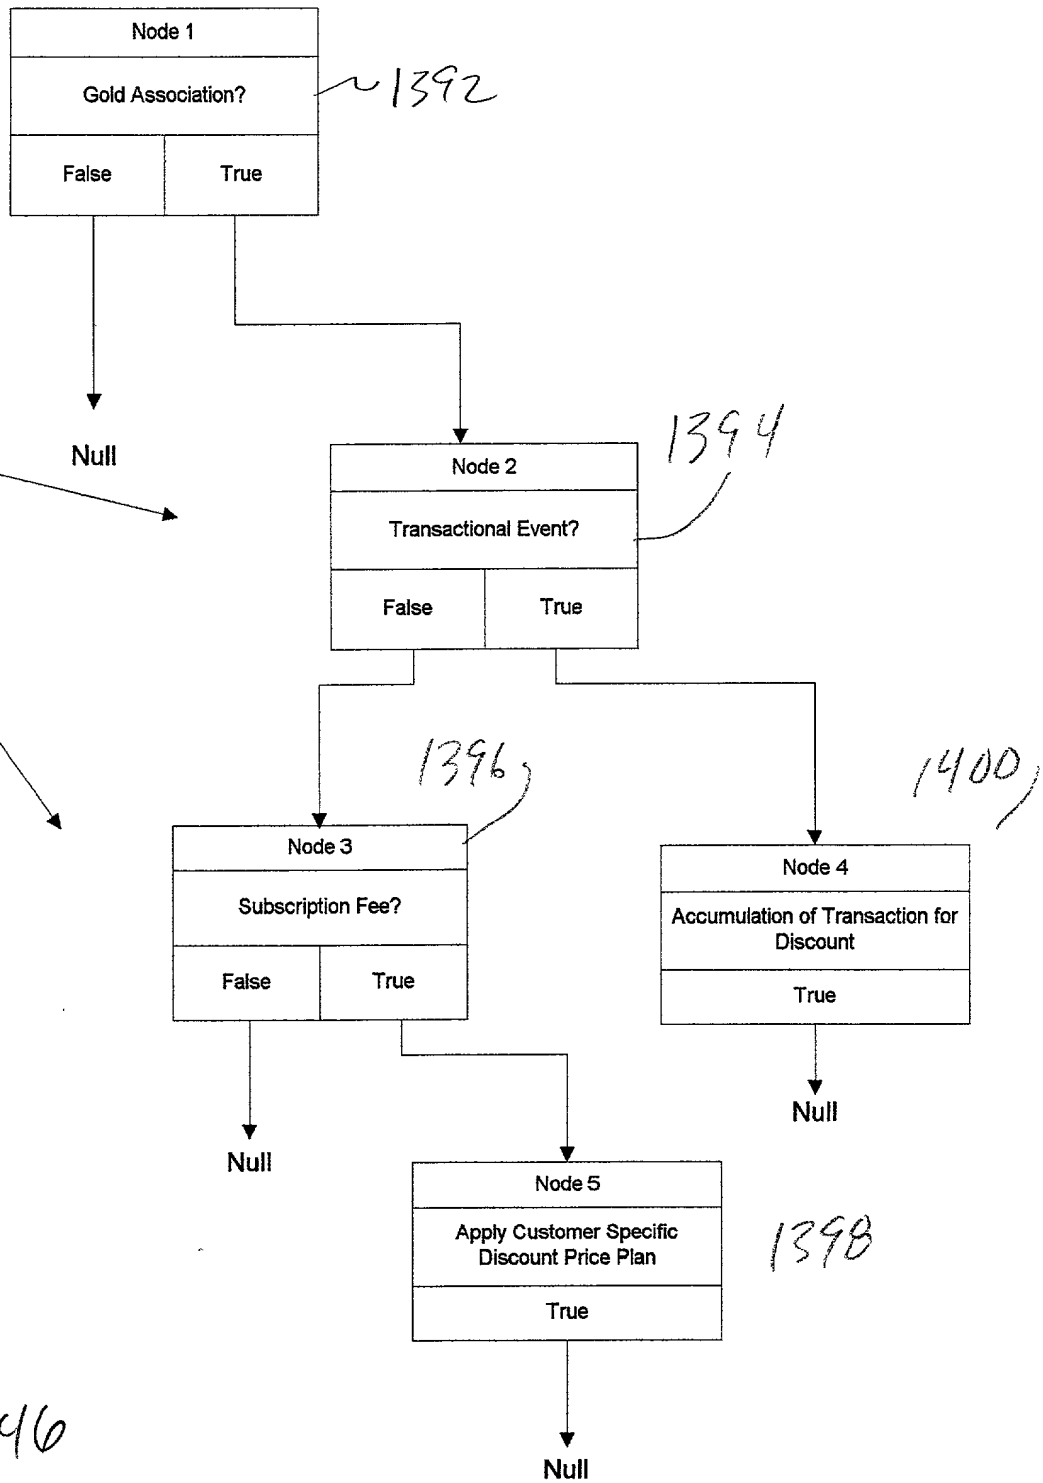 Node 1
Gold Association?
1392
False
True
Null
1394
Node 2
Transactional Event?
False
True
1396
1400
Node 3
Subscription Fee?
False
True
Node 4
Accumulation of Transaction for
Discount
True
Null
Null
Node 5
Apply Customer Specific
Discount Price Plan
True
1398
46
Null